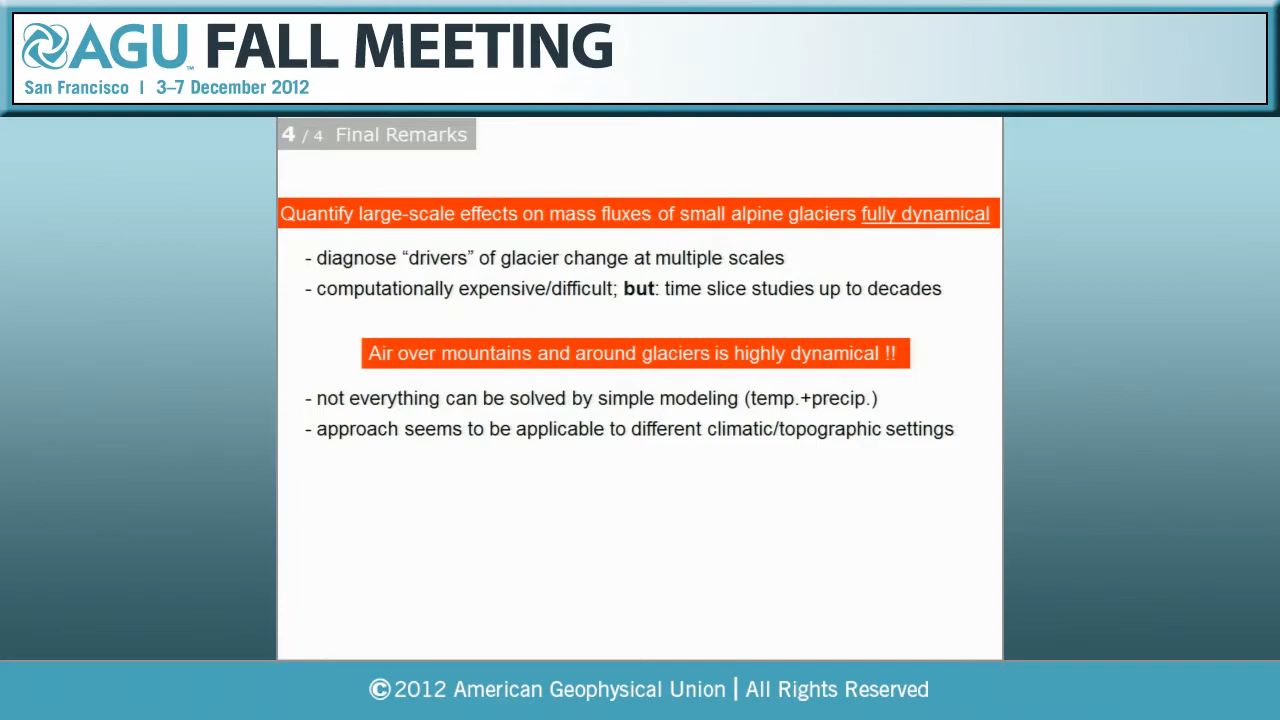 AGU™ FALL MEETING
San Francisco | 3–7 December 2012
4 / 4 Final Remarks
Quantify large-scale effects on mass fluxes of small alpine glaciers fully dynamical
- diagnose “drivers” of glacier change at multiple scales
- computationally expensive/difficult; but: time slice studies up to decades
Air over mountains and around glaciers is highly dynamical !!
- not everything can be solved by simple modeling (temp.+precip.)
- approach seems to be applicable to different climatic/topographic settings
©2012 American Geophysical Union | All Rights Reserved